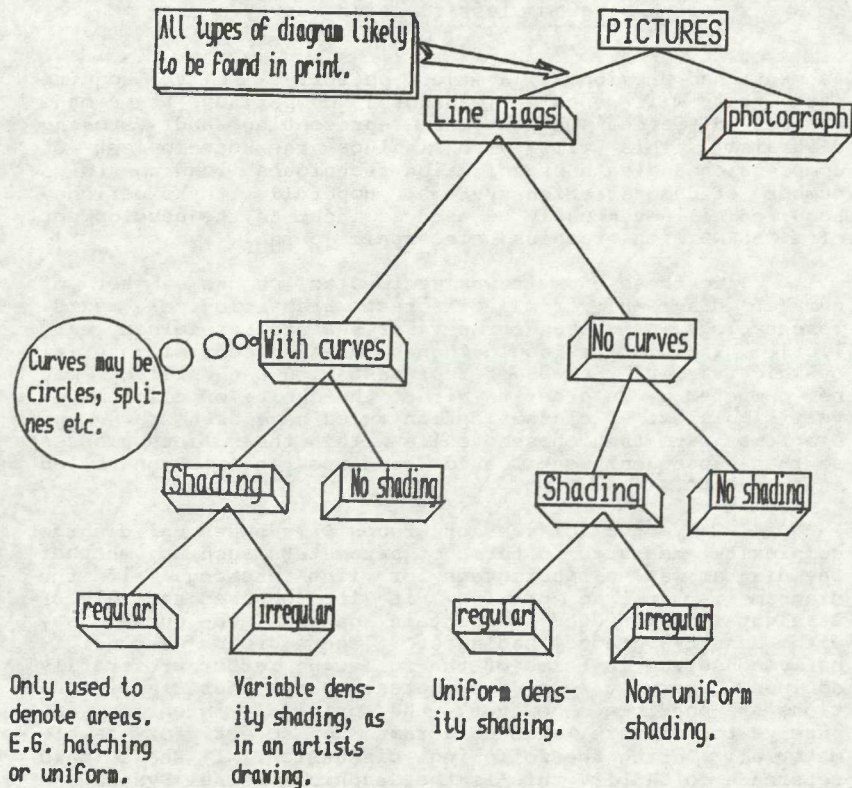 All types of diagram likely
to be found in print.
PICTURES
Line Diags
photograph
Curves may be
circles, spli-
nes etc.
With curves
No curves
Shading
No shading
Shading
No shading
regular
irregular
regular
irregular
Only used to
denote areas.
E.G. hatching
or uniform.
Variable dens-
ity shading, as
in an artists
drawing.
Uniform den-
sity shading.
Non-uniform
shading.